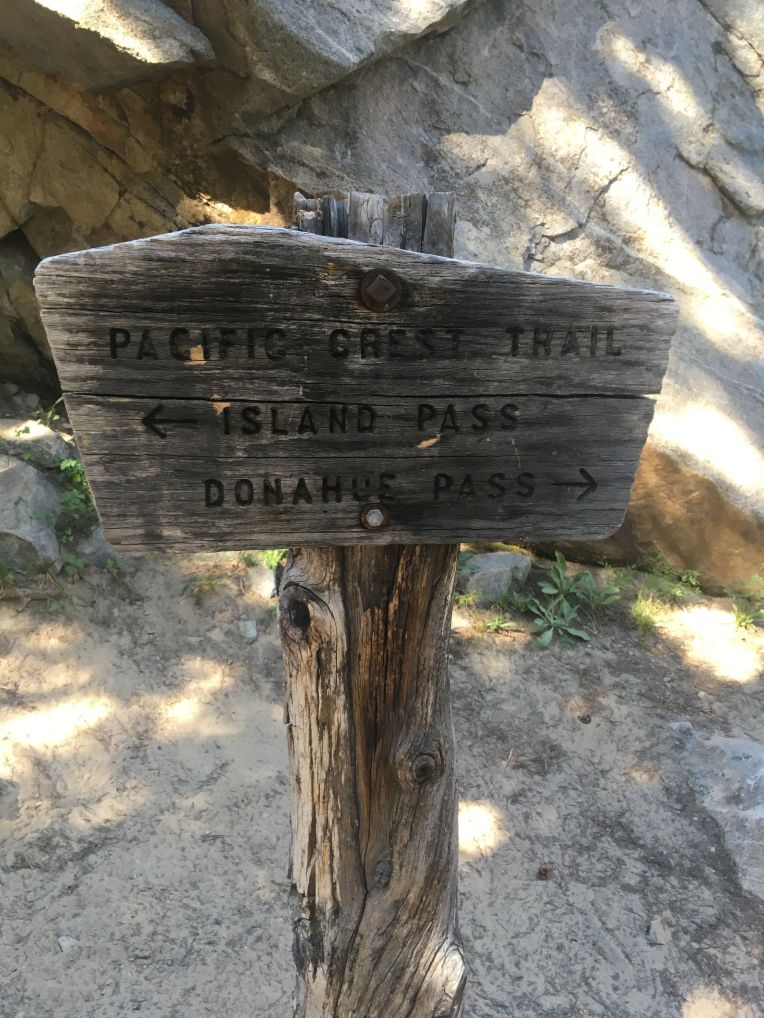 PACIFIC CREST TRAIL
← ISLAND PASS
DONAHUE PASS →